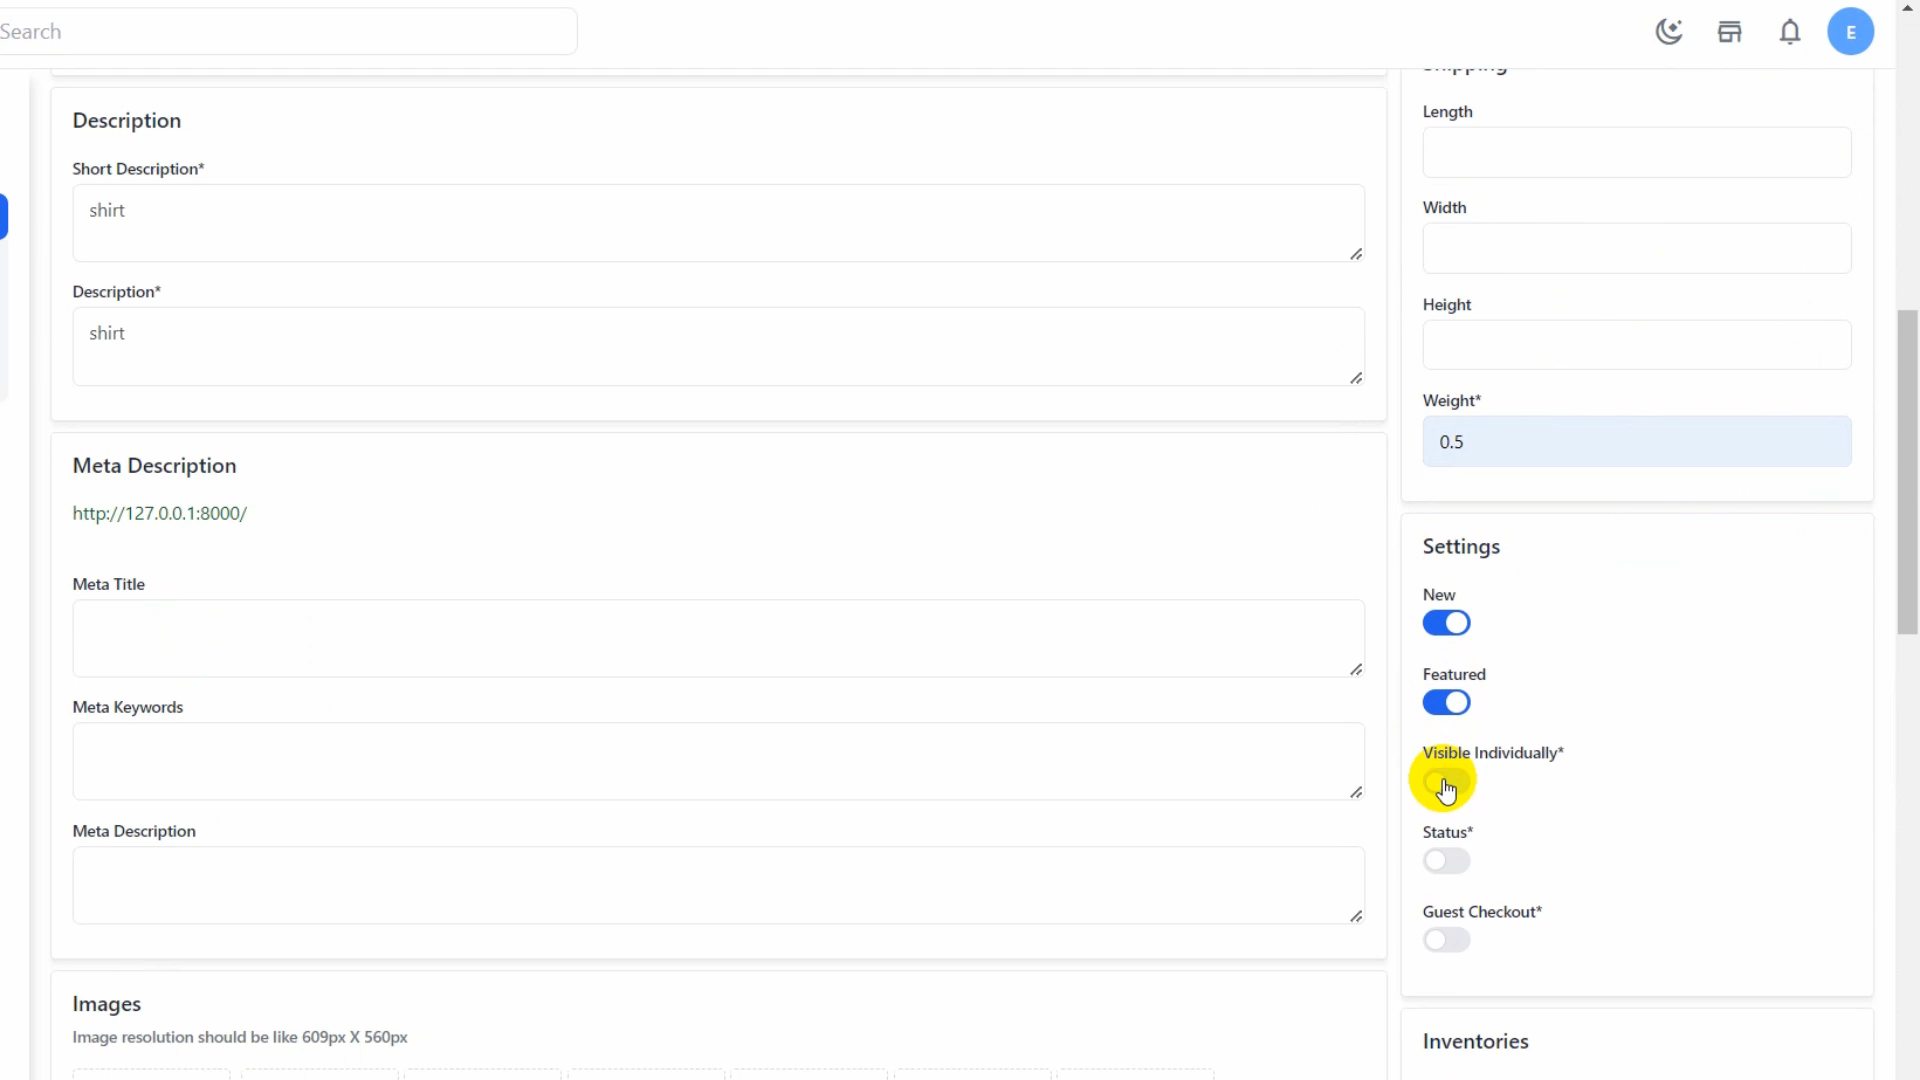 Search
E
Shipping
Description
Short Description*
shirt
Description*
shirt
Meta Description
http://127.0.0.1:8000/
Meta Title
Meta Keywords
Meta Description
Images
Image resolution should be like 609px X 560px
Length
Width
Height
Weight*
0.5
Settings
New
Featured
Visible Individually*
Status*
Guest Checkout*
Inventories